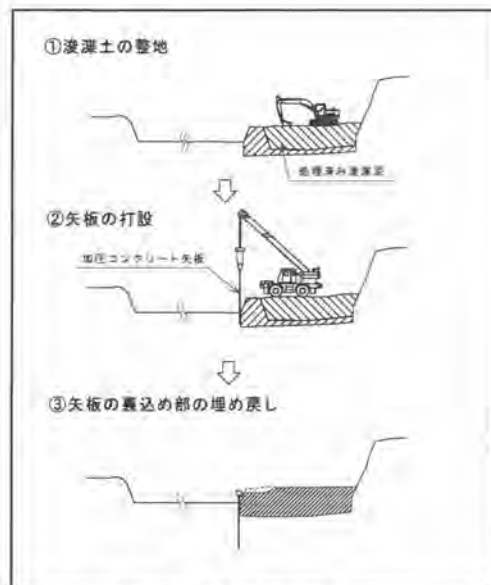 ①浚渫土の整地
処理済み浚渫泥
②矢板の打設
加圧コンクリート矢板
③矢板の裏込め部の埋め戻し